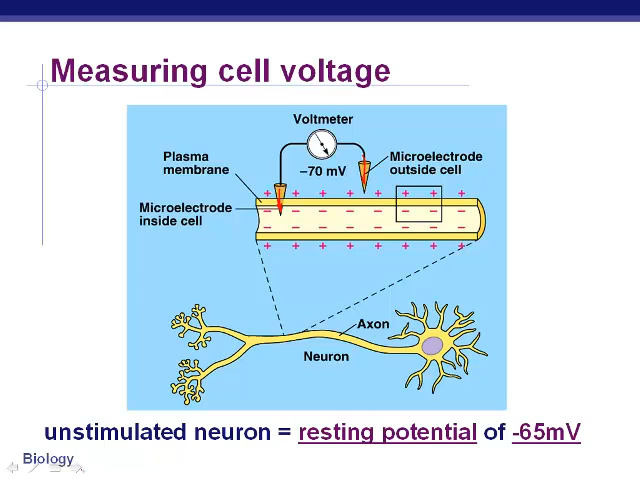 Measuring cell voltage
Voltmeter
Plasma
membrane
−70 mV
Microelectrode
outside cell
+ + + + + + + +
Microelectrode
inside cell
− − − − − − − −
− − − − − − − −
+ + + + + + + +
Axon
Neuron
unstimulated neuron = resting potential of -65mV
Biology